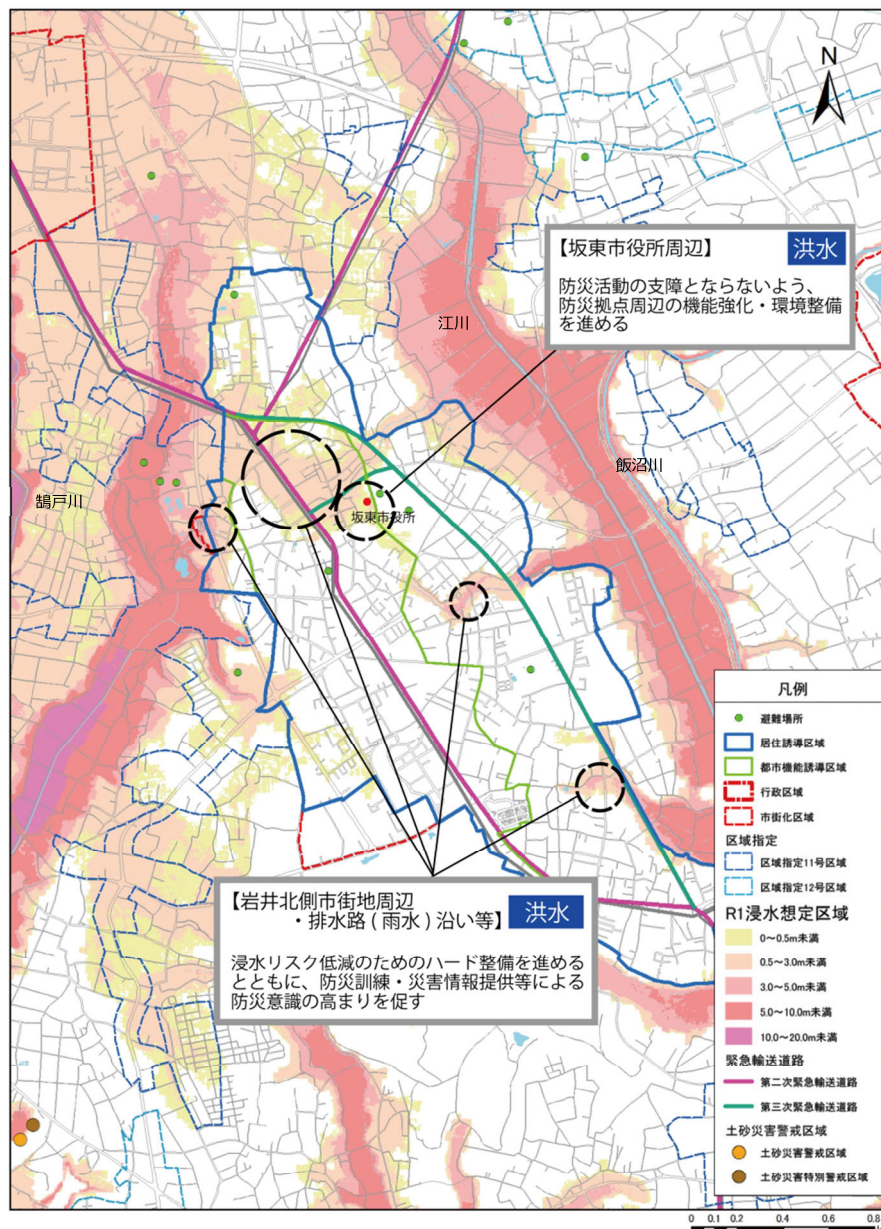 N
【坂東市役所周辺】
洪水
防災活動の支障とならないよう、
防災拠点周辺の機能強化・環境整備
を進める
江川
飯沼川
鵠戸川
坂東市役所
【岩井北側市街地周辺
・排水路(雨水)沿い等】
洪水
浸水リスク低減のためのハード整備を進める
とともに、防災訓練・災害情報提供等による
防災意識の高まりを促す
凡例
避難場所
居住誘導区域
都市機能誘導区域
行政区域
市街化区域
区域指定
区域指定11号区域
区域指定12号区域
R1浸水想定区域
0～0.5m未満
0.5～3.0m未満
3.0～5.0m未満
5.0～10.0m未満
10.0～20.0m未満
緊急輸送道路
第二次緊急輸送道路
第三次緊急輸送道路
土砂災害警戒区域
土砂災害警戒区域
土砂災害特別警戒区域
0 0.1 0.2 0.4 0.6 0.8